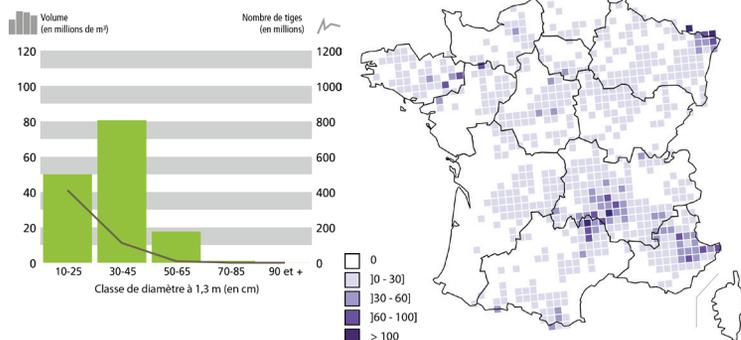 Volume
(en millions de m³)
Nombre de tiges
(en millions)
120
100
80
60
40
20
0
1200
1000
800
600
400
200
0
10-25 30-45 50-65 70-85 90 et +
Classe de diamètre à 1,3 m (en cm)
0
]0 - 30]
]30 - 60]
]60 - 100]
> 100